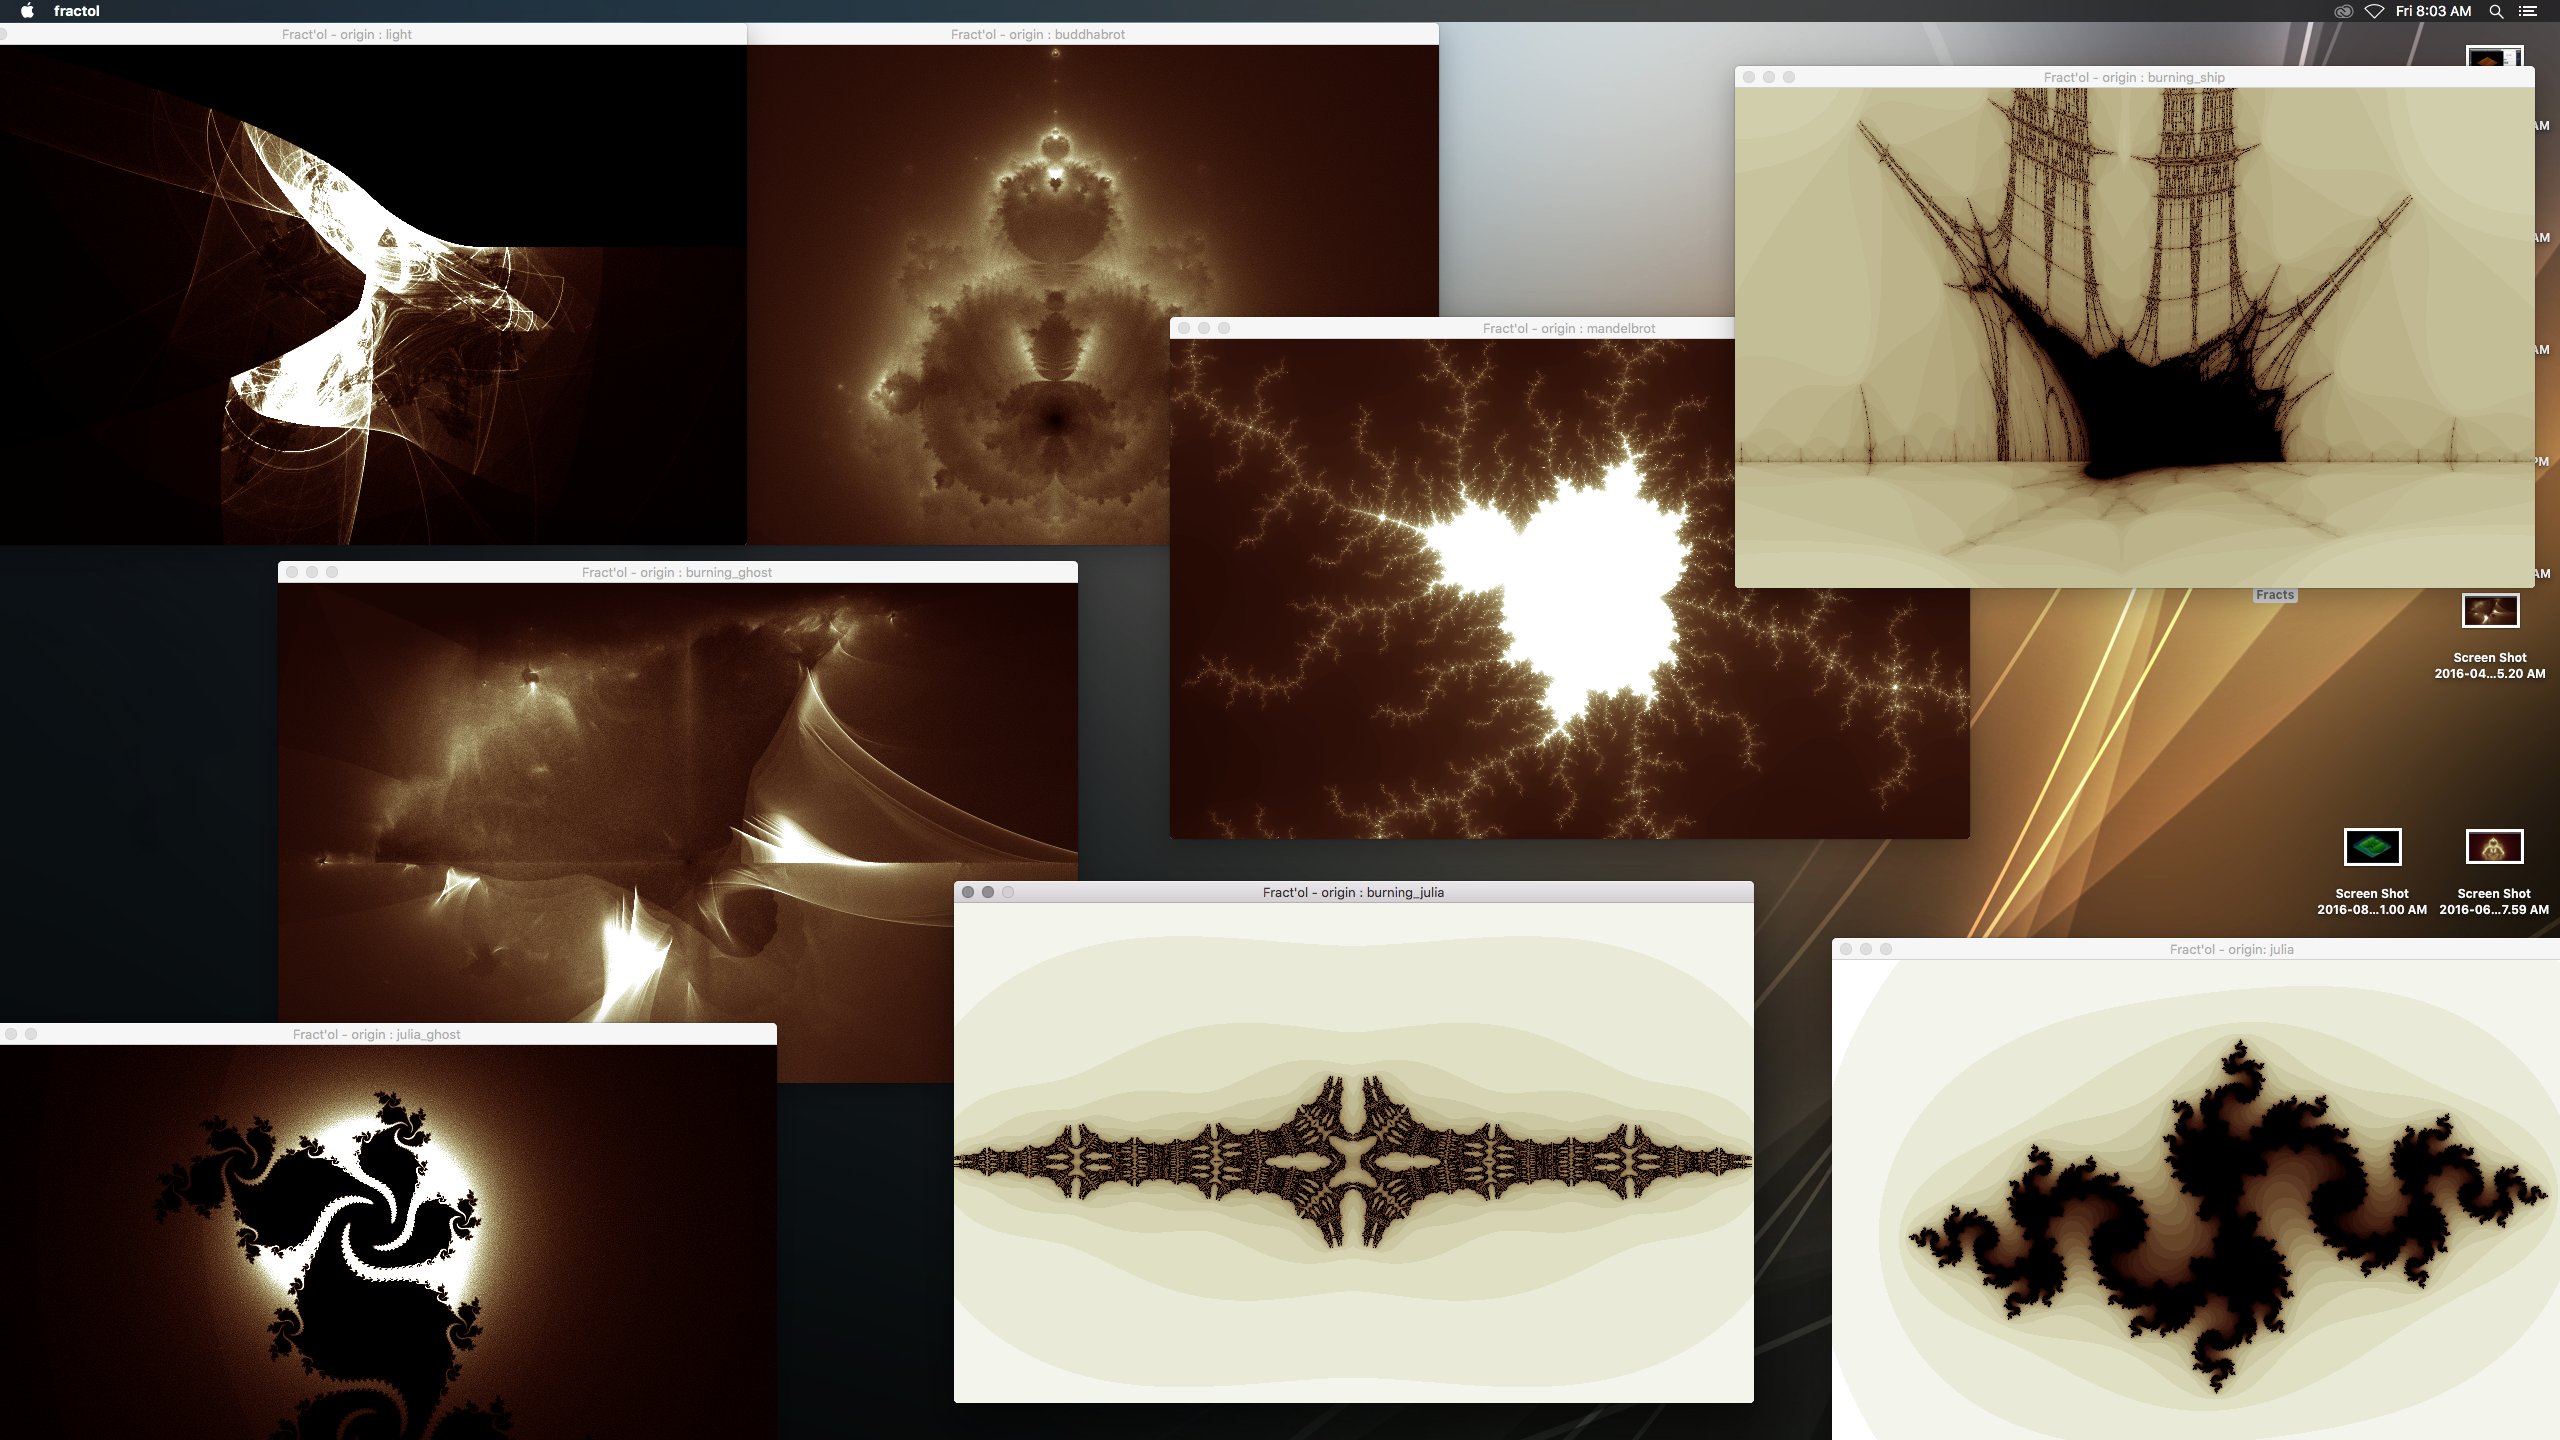 fractol
Fri 8:03 AM
Fract'ol - origin : light
Fract'ol - origin : buddhabrot
Fract'ol - origin : burning_ship
AM
AM
Fract'ol - origin : mandelbrot
AM
PM
Fract'ol - origin : burning_ghost
AM
Fracts
Screen Shot
2016-04...5.20 AM
Fract'ol - origin : burning_julia
Screen Shot
2016-08...1.00 AM
Screen Shot
2016-06...7.59 AM
Fract'ol - origin: julia
Fract'ol - origin : julia_ghost